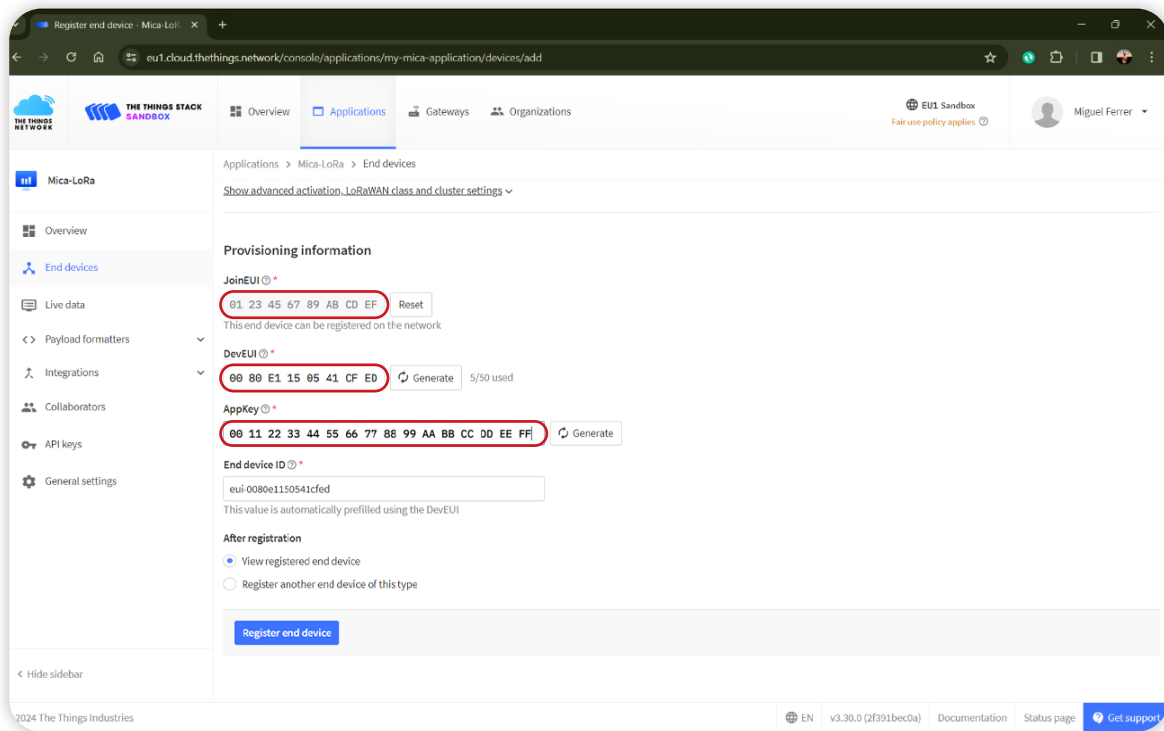 Register end device - Mica-LoR
eu1.cloud.thethings.network/console/applications/my-mica-application/devices/add
THE THINGS NETWORK
THE THINGS STACK
SANDBOX
Overview
Applications
Gateways
Organizations
EU1 Sandbox
Fair use policy applies
Miguel Ferrer
Mica-LoRa
Overview
End devices
Live data
Payload formatters
Integrations
Collaborators
API keys
General settings
Hide sidebar
Applications > Mica-LoRa > End devices
Show advanced activation, LoRaWAN class and cluster settings
Provisioning information
JoinEUI *
01 23 45 67 89 AB CD EF Reset
This end device can be registered on the network
DevEUI *
00 80 E1 15 05 41 CF ED Generate 5/50 used
AppKey *
00 11 22 33 44 55 66 77 88 99 AA BB CC DD EE FF Generate
End device ID *
eui-0080e1150541cfed
This value is automatically prefilled using the DevEUI
After registration
View registered end device
Register another end device of this type
Register end device
2024 The Things Industries
EN
v3.30.0 (2f391bec0a)
Documentation
Status page
Get support